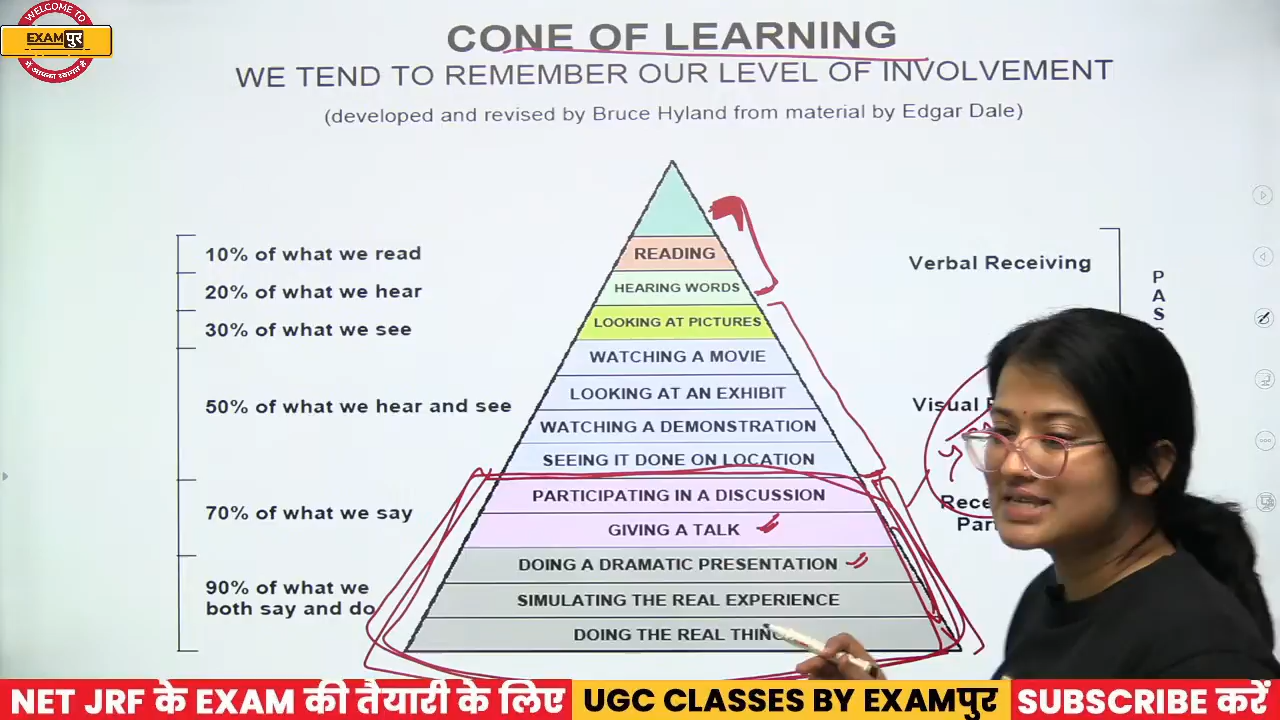 WELCOME TO
EXAMपुर
में आपका स्वागत है
CONE OF LEARNING
WE TEND TO REMEMBER OUR LEVEL OF INVOLVEMENT
(developed and revised by Bruce Hyland from material by Edgar Dale)
10% of what we read
READING
Verbal Receiving
20% of what we hear
HEARING WORDS
30% of what we see
LOOKING AT PICTURES
WATCHING A MOVIE
50% of what we hear and see
LOOKING AT AN EXHIBIT
Visual
WATCHING A DEMONSTRATION
SEEING IT DONE ON LOCATION
70% of what we say
PARTICIPATING IN A DISCUSSION
GIVING A TALK
90% of what we
both say and do
DOING A DRAMATIC PRESENTATION
SIMULATING THE REAL EXPERIENCE
DOING THE REAL THING
NET JRF के EXAM की तैयारी के लिए
UGC CLASSES BY EXAMपुर
SUBSCRIBE करें